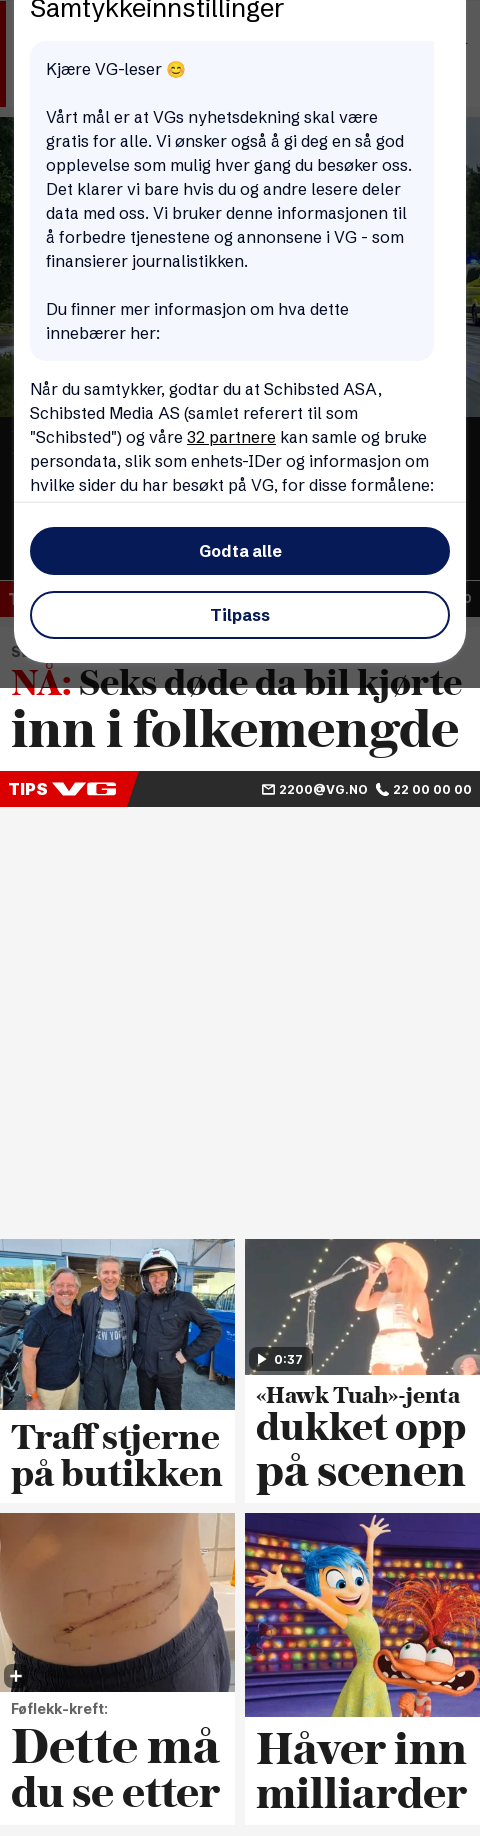 Samtykkeinnstillinger
Kjære VG-leser 😊
Vårt mål er at VGs nyhetsdekning skal være
gratis for alle. Vi ønsker også å gi deg en så god
opplevelse som mulig hver gang du besøker oss.
Det klarer vi bare hvis du og andre lesere deler
data med oss. Vi bruker denne informasjonen til
å forbedre tjenestene og annonsene i VG - som
finansierer journalistikken.
Du finner mer informasjon om hva dette
innebærer her:
Når du samtykker, godtar du at Schibsted ASA,
Schibsted Media AS (samlet referert til som
"Schibsted") og våre 32 partnere kan samle og bruke
persondata, slik som enhets-IDer og informasjon om
hvilke sider du har besøkt på VG, for disse formålene:
Godta alle
Tilpass
NÅ: Seks døde da bil kjørte
inn i folkemengde
TIPS VG 2200@VG.NO 22 00 00 00
NEW YORK
Traff stjerne
på butikken
0:37
«Hawk Tuah»-jenta
dukket opp
på scenen
Føflekk-kreft:
Dette må
du se etter
Håver inn
milliarder